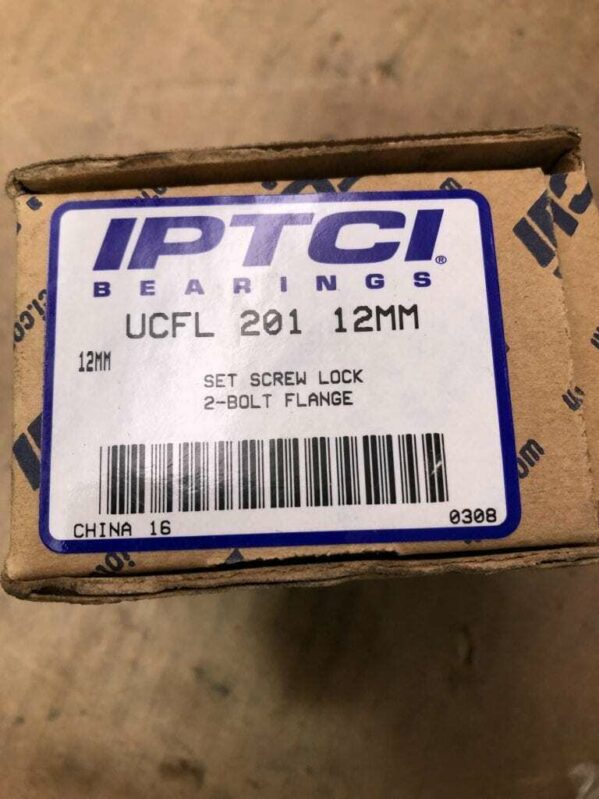 IPTCI®
BEARINGS
UCFL 201 12MM
12MM
SET SCREW LOCK
2-BOLT FLANGE
CHINA 16
0308